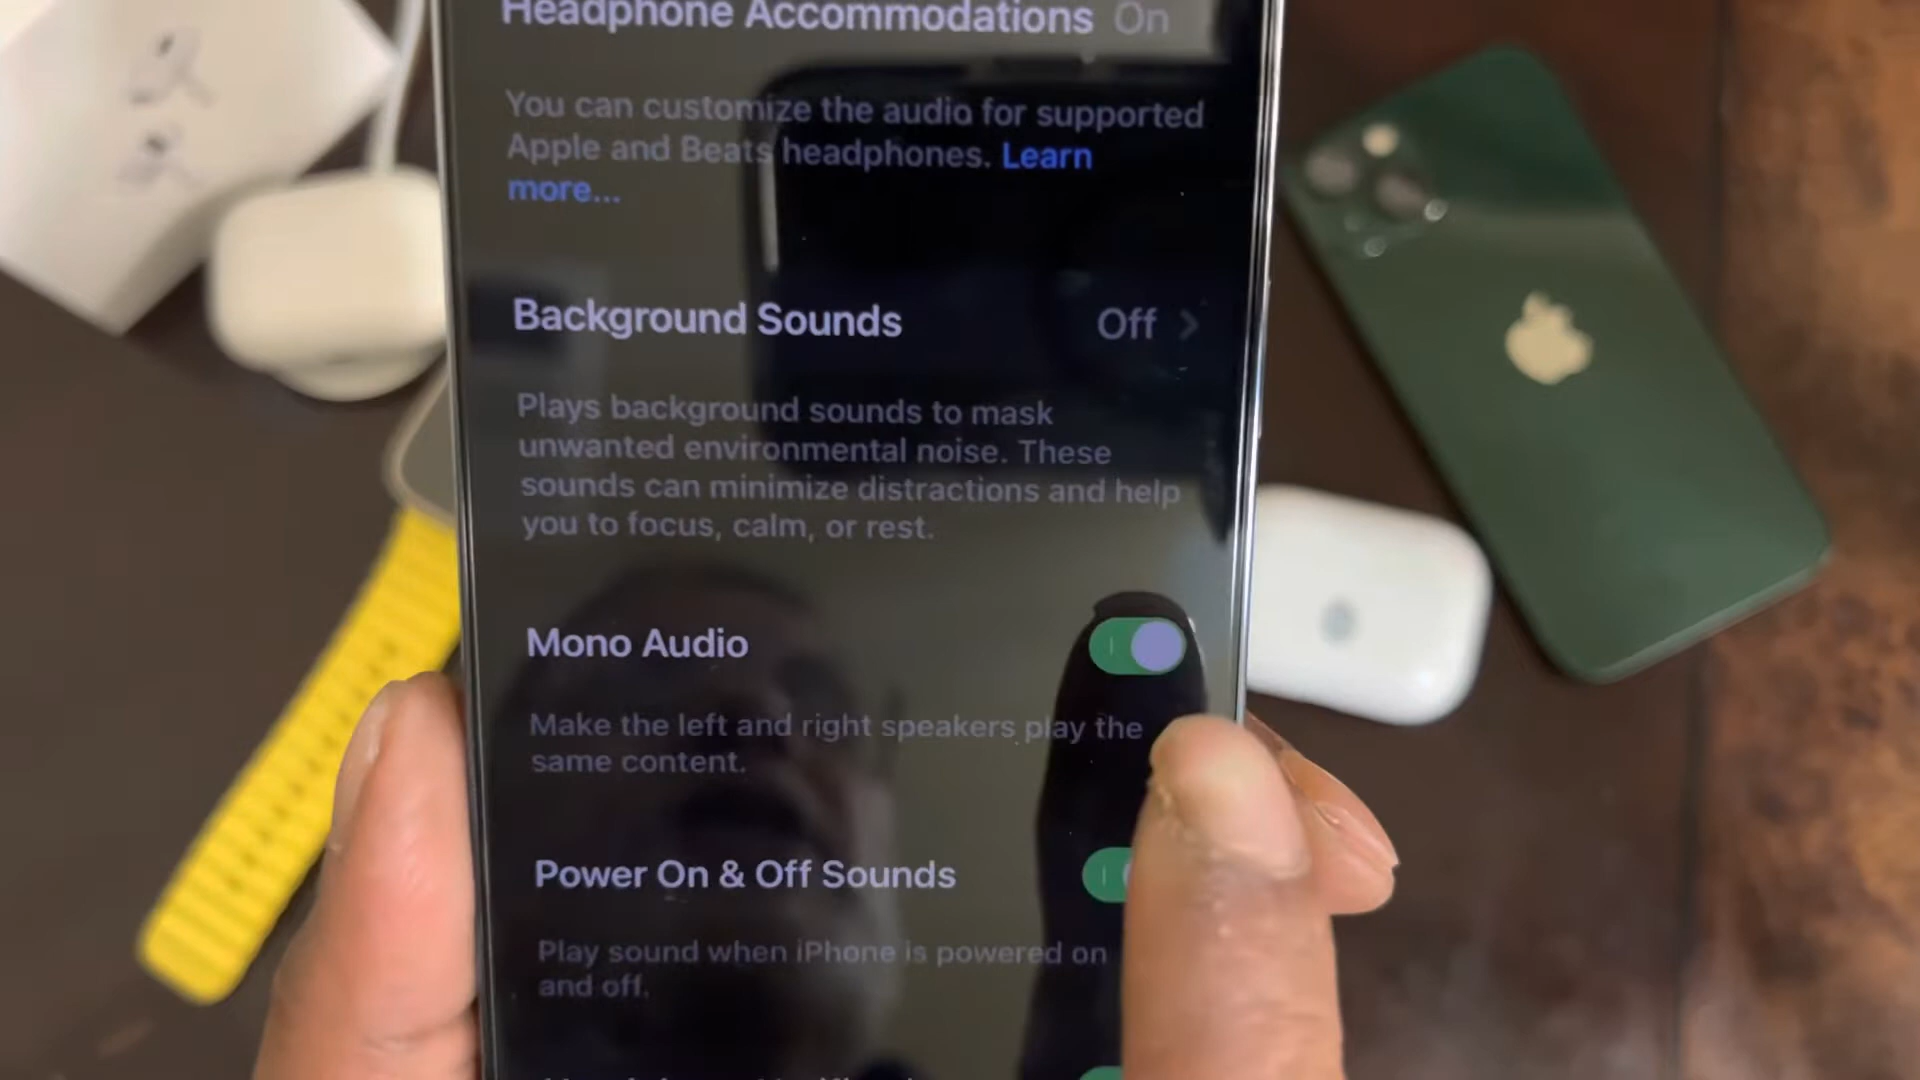 Headphone Accommodations On
You can customize the audio for supported
Apple and Beats headphones. Learn
more...
Background Sounds Off
Plays background sounds to mask
unwanted environmental noise. These
sounds can minimize distractions and help
you to focus, calm, or rest.
Mono Audio
Make the left and right speakers play the
same content.
Power On & Off Sounds
Play sound when iPhone is powered on
and off.